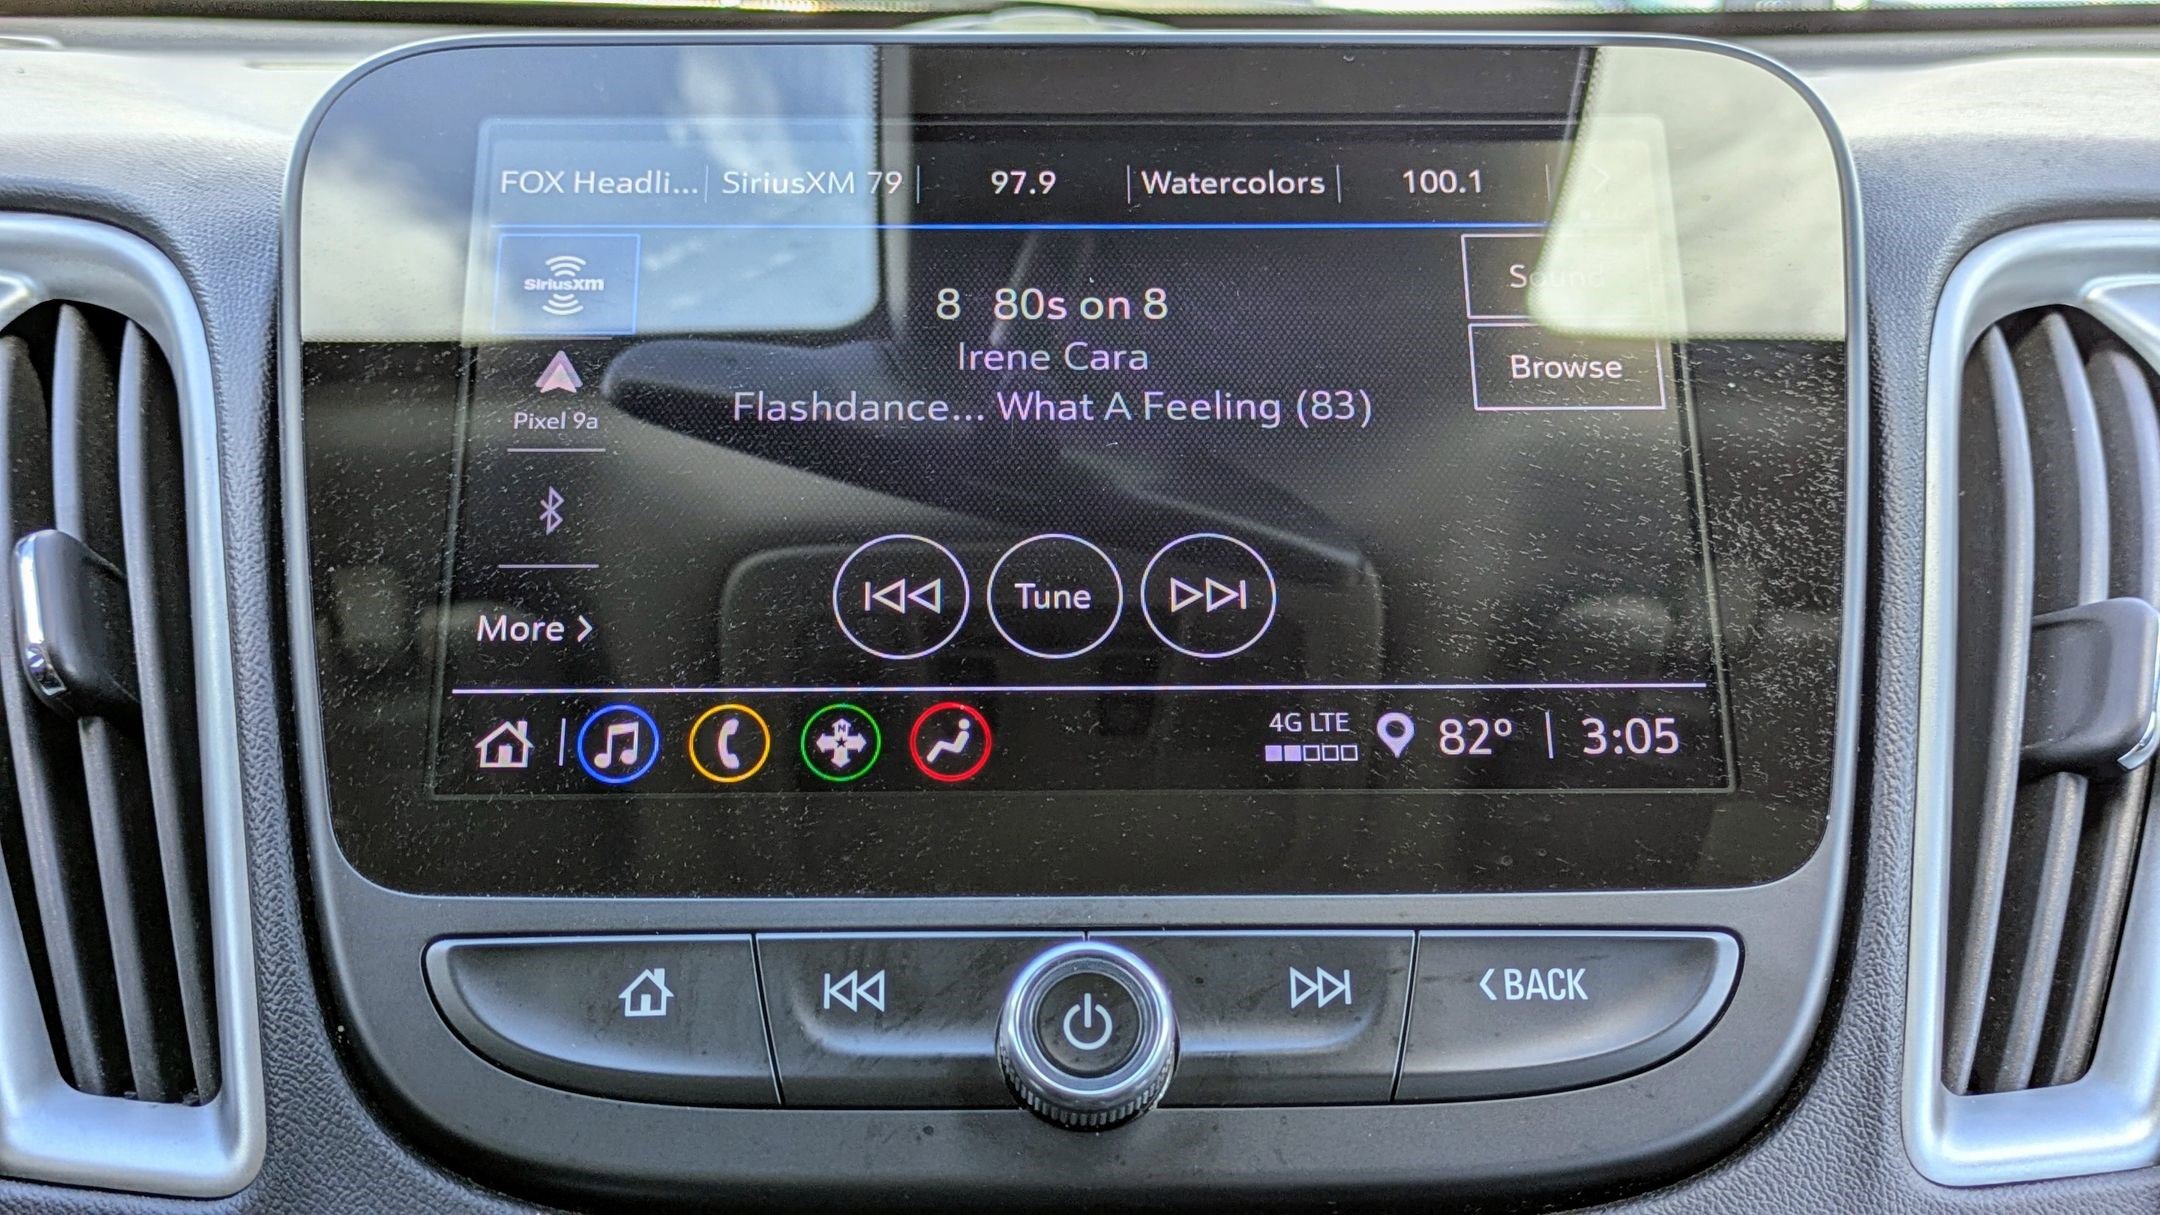 FOX Headli... SiriusXM 79 97.9 Watercolors 100.1
SiriusXM
8 80s on 8
Sound
Irene Cara
Browse
Flashdance... What A Feeling (83)
Pixel 9a
Tune
More
4G LTE
82° 3:05
BACK